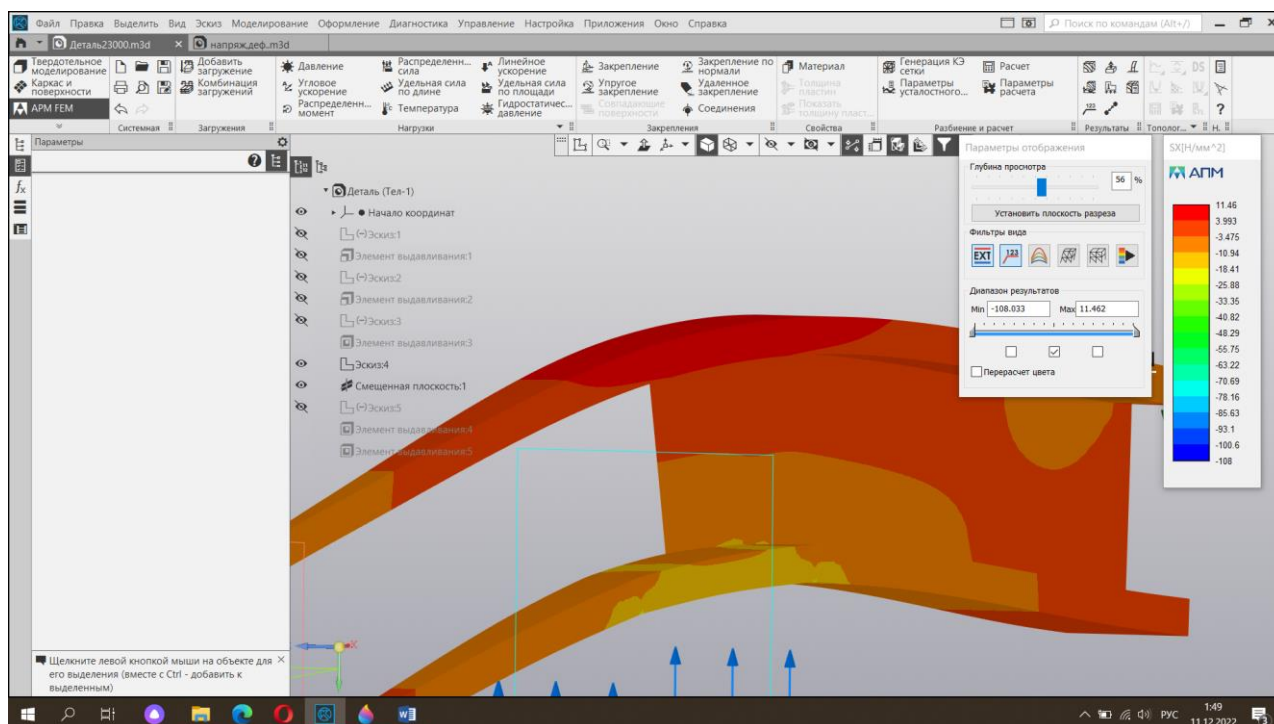 Файл Правка Выделить Вид Эскиз Моделирование Оформление Диагностика Управление Настройка Приложения Окно Справка
Поиск по командам (Alt+/)
Деталь23000.m3d
напряж,деф..m3d
Твердотельное моделирование
Каркас и поверхности
APM FEM
Системная
Добавить загружение
Комбинация загружений
Загружения
Давление
Угловое ускорение
Распределенн... момент
Распределенн... сила
Удельная сила по длине
Температура
Линейное ускорение
Удельная сила по площади
Гидростатичес... давление
Нагрузки
Закрепление
Упругое закрепление
Совпадающие поверхности
Закрепление по нормали
Удаленное закрепление
Соединения
Закрепления
Материал
Толщина пластин
Показать толщину пласт...
Свойства
Генерация КЭ сетки
Параметры усталостного...
Расчет
Параметры расчета
Разбиение и расчет
Результаты
Тополог...
Н.
DS
Параметры
Деталь (Тел-1)
Начало координат
(-)Эскиз:1
Элемент выдавливания:1
(-)Эскиз:2
Элемент выдавливания:2
(-)Эскиз:3
Элемент выдавливания:3
Эскиз:4
Смещенная плоскость:1
(-)Эскиз:5
Элемент выдавливания:4
Элемент выдавливания:5
Параметры отображения
Глубина просмотра
56 %
Установить плоскость разреза
Фильтры вида
EXT 123
Диапазон результатов
Min -108.033 Max 11.462
Перерасчет цвета
SX[Н/мм^2]
АПМ
11.46
3.993
-3.475
-10.94
-18.41
-25.88
-33.35
-40.82
-48.29
-55.75
-63.22
-70.69
-78.16
-85.63
-93.1
-100.6
-108
X
Щелкните левой кнопкой мыши на объекте для
его выделения (вместе с Ctrl - добавить к
выделенным)
РУС
1:49
11.12.2022